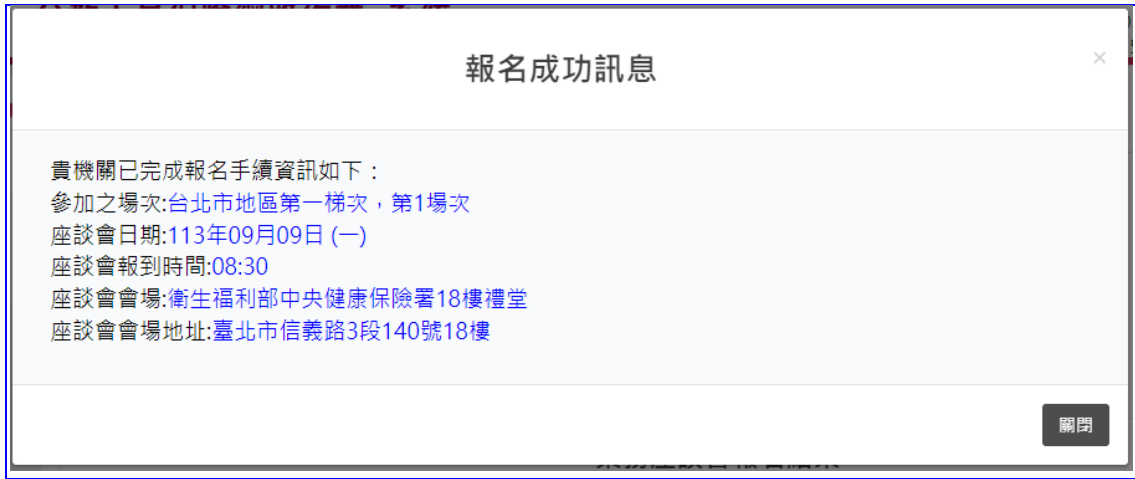 報名成功訊息
×
貴機關已完成報名手續資訊如下：
參加之場次:台北市地區第一梯次，第1場次
座談會日期:113年09月09日 (一)
座談會報到時間:08:30
座談會會場:衛生福利部中央健康保險署18樓禮堂
座談會會場地址:臺北市信義路3段140號18樓
關閉